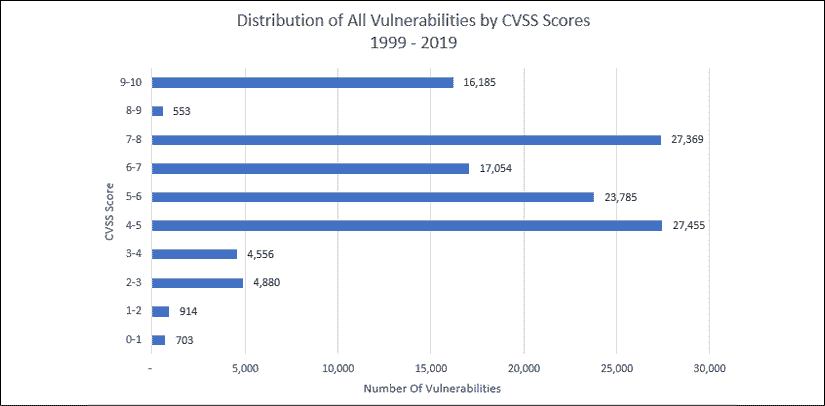 Distribution of All Vulnerabilities by CVSS Scores
1999 - 2019
CVSS Score
9-10 16,185
8-9 553
7-8 27,369
6-7 17,054
5-6 23,785
4-5 27,455
3-4 4,556
2-3 4,880
1-2 914
0-1 703
- 5,000 10,000 15,000 20,000 25,000 30,000
Number Of Vulnerabilities